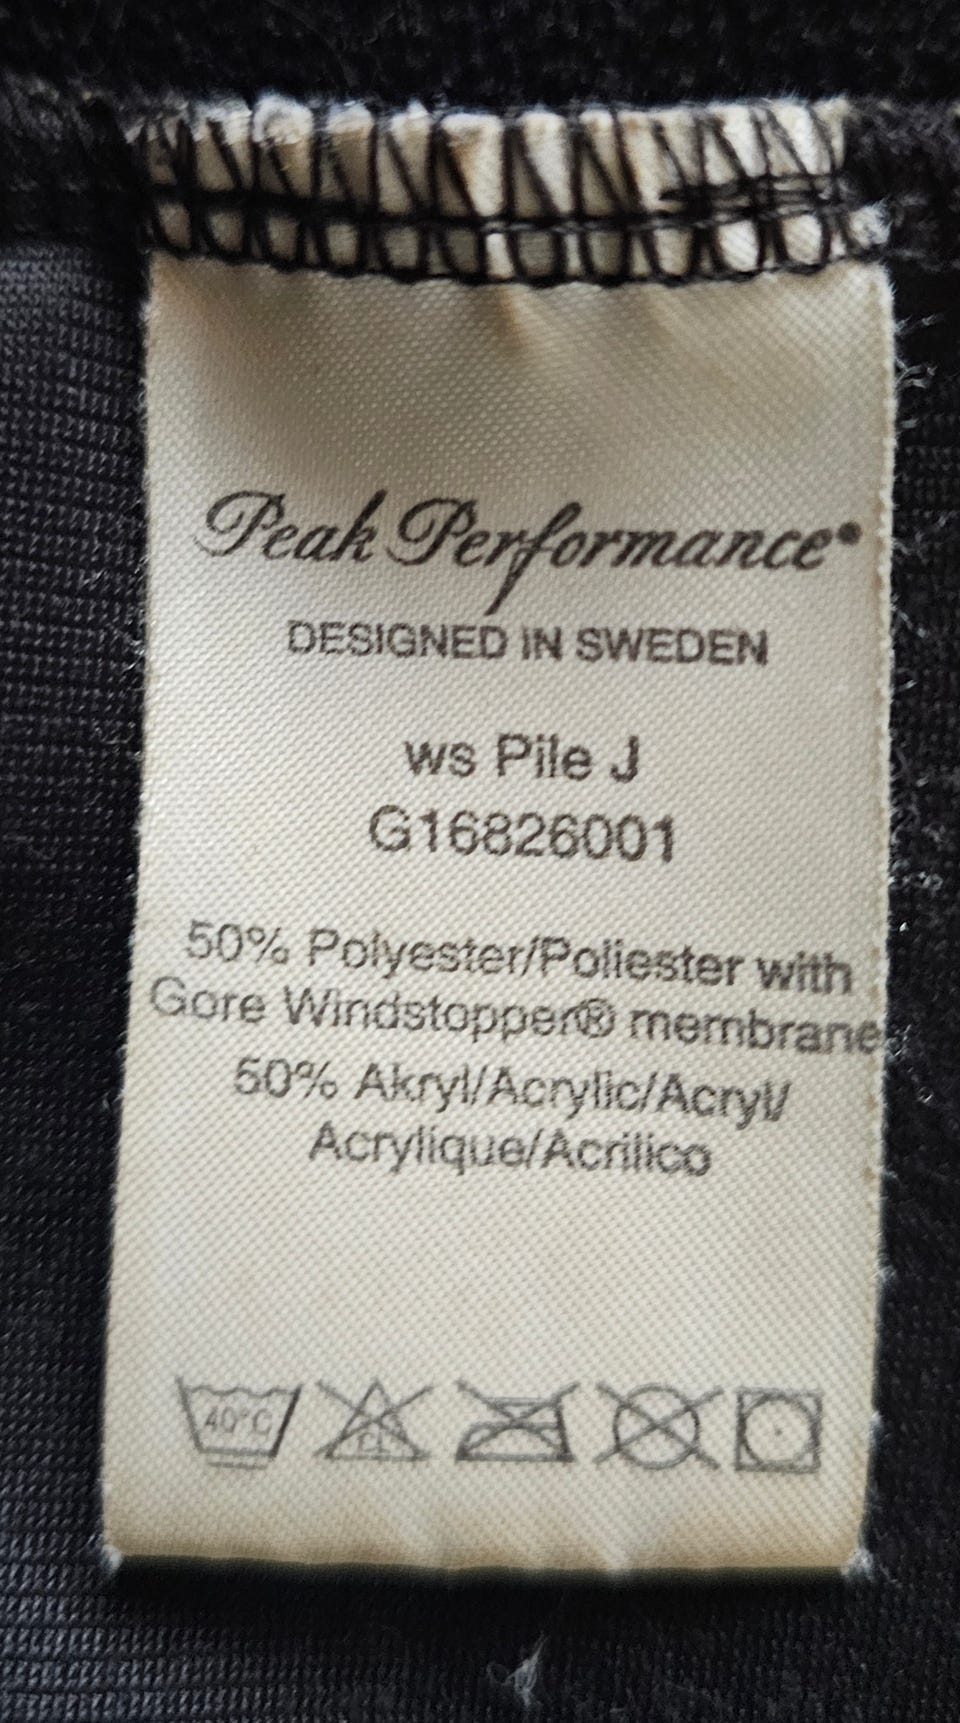 Peak Performance®
DESIGNED IN SWEDEN
ws Pile J
G16826001
50% Polyester/Poliester with
Gore Windstopper® membrane
50% Akryl/Acrylic/Acryl/
Acrylique/Acrilico
40°C CL